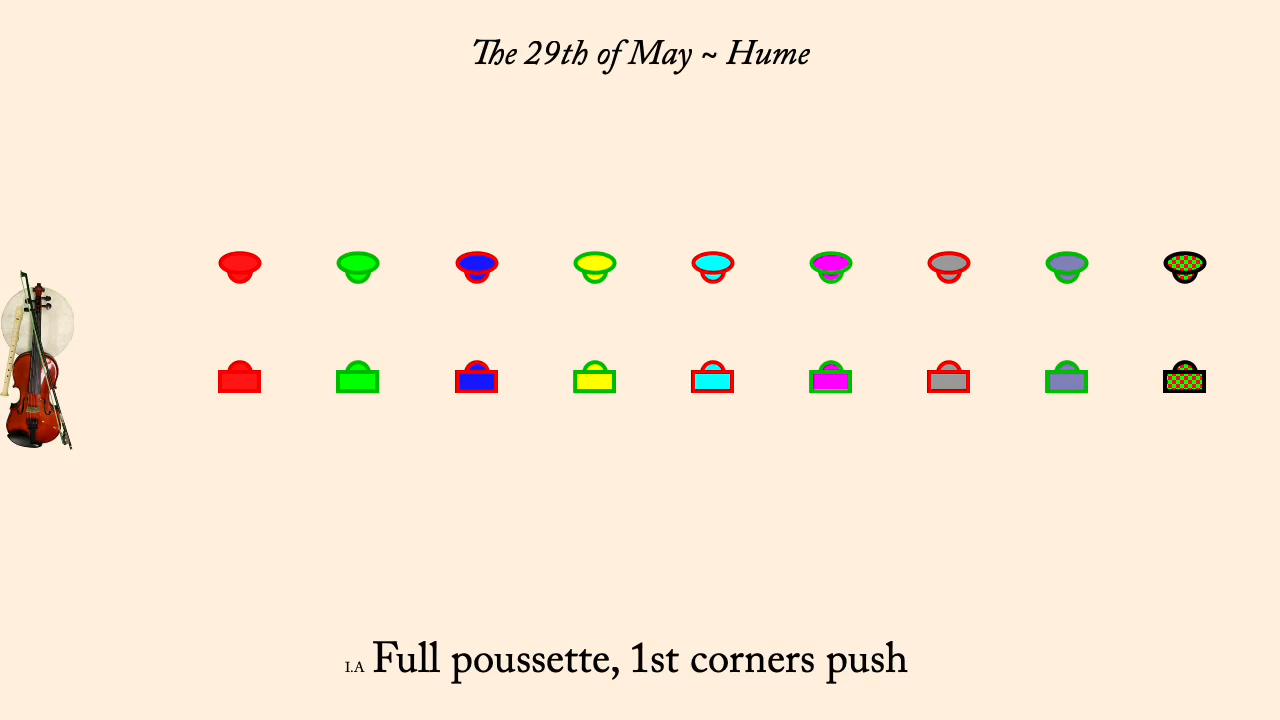 The 29th of May ~ Hume
I.A Full poussette, 1st corners push